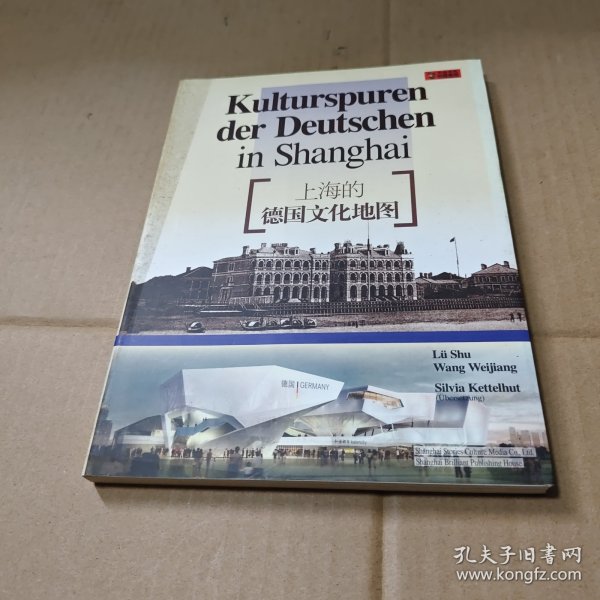 Kulturspuren
der Deutschen
in Shanghai
上海的
德国文化地图
Lü Shu
Wang Weijiang
Silvia Kettelhut
(Übersetzung)
德国 GERMANY
Shanghai Stories Culture Media Co., Ltd.
Shanghai Brilliant Publishing House
孔夫子旧书网
www.kongfz.com